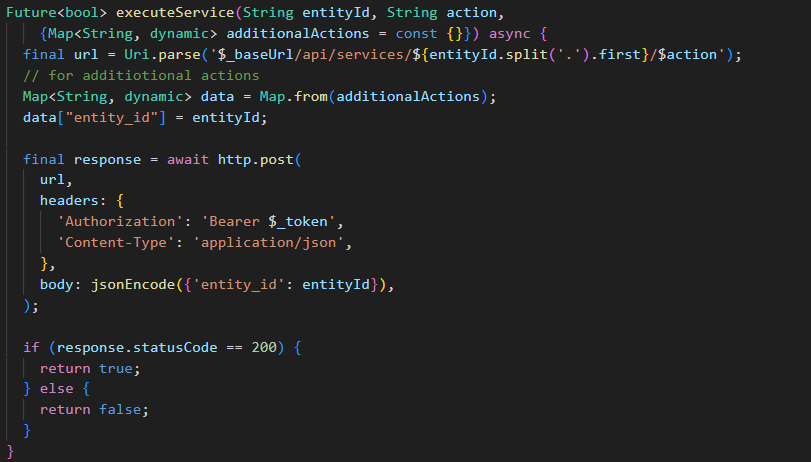 Future<bool> executeService(String entityId, String action,
{Map<String, dynamic> additionalActions = const {}}) async {
final url = Uri.parse('$_baseUrl/api/services/${entityId.split('.').first}/$action');
// for additiotional actions
Map<String, dynamic> data = Map.from(additionalActions);
data["entity_id"] = entityId;
final response = await http.post(
url,
headers: {
'Authorization': 'Bearer $_token',
'Content-Type': 'application/json',
},
body: jsonEncode({'entity_id': entityId}),
);
if (response.statusCode == 200) {
return true;
} else {
return false;
}
}